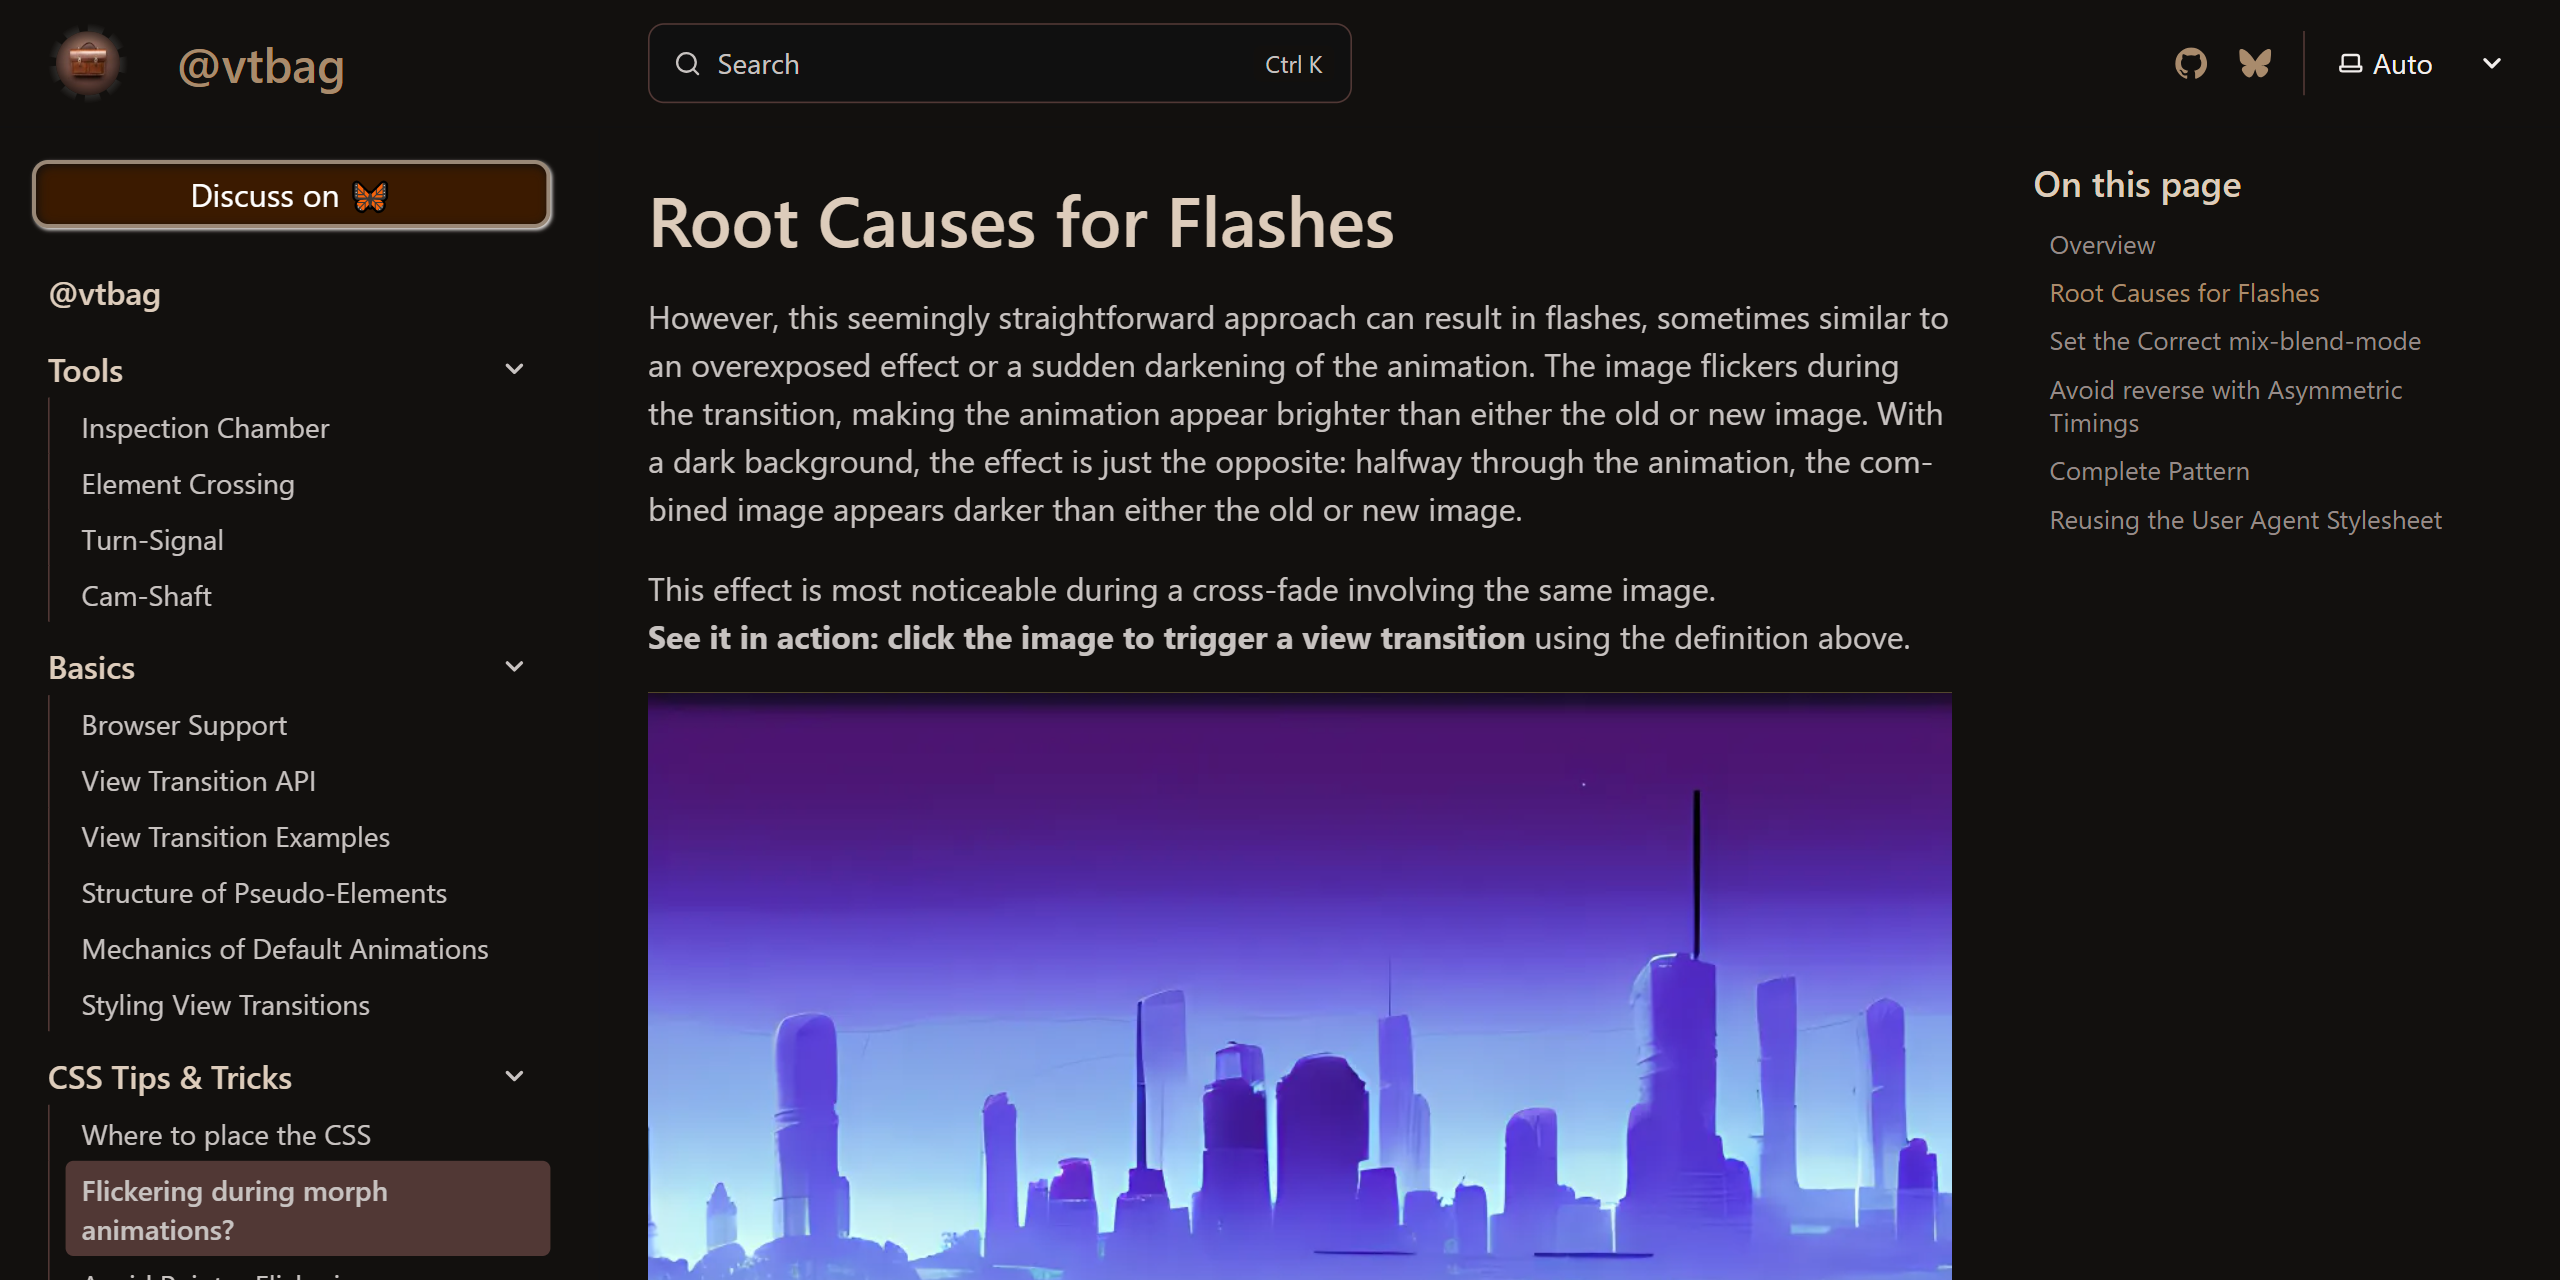 @vtbag
Search
Ctrl K
Auto
Discuss on
@vtbag
Tools
Inspection Chamber
Element Crossing
Turn-Signal
Cam-Shaft
Basics
Browser Support
View Transition API
View Transition Examples
Structure of Pseudo-Elements
Mechanics of Default Animations
Styling View Transitions
CSS Tips & Tricks
Where to place the CSS
Flickering during morph
animations?
Root Causes for Flashes
However, this seemingly straightforward approach can result in flashes, sometimes similar to
an overexposed effect or a sudden darkening of the animation. The image flickers during
the transition, making the animation appear brighter than either the old or new image. With
a dark background, the effect is just the opposite: halfway through the animation, the com-
bined image appears darker than either the old or new image.
This effect is most noticeable during a cross-fade involving the same image.
See it in action: click the image to trigger a view transition using the definition above.
On this page
Overview
Root Causes for Flashes
Set the Correct mix-blend-mode
Avoid reverse with Asymmetric
Timings
Complete Pattern
Reusing the User Agent Stylesheet